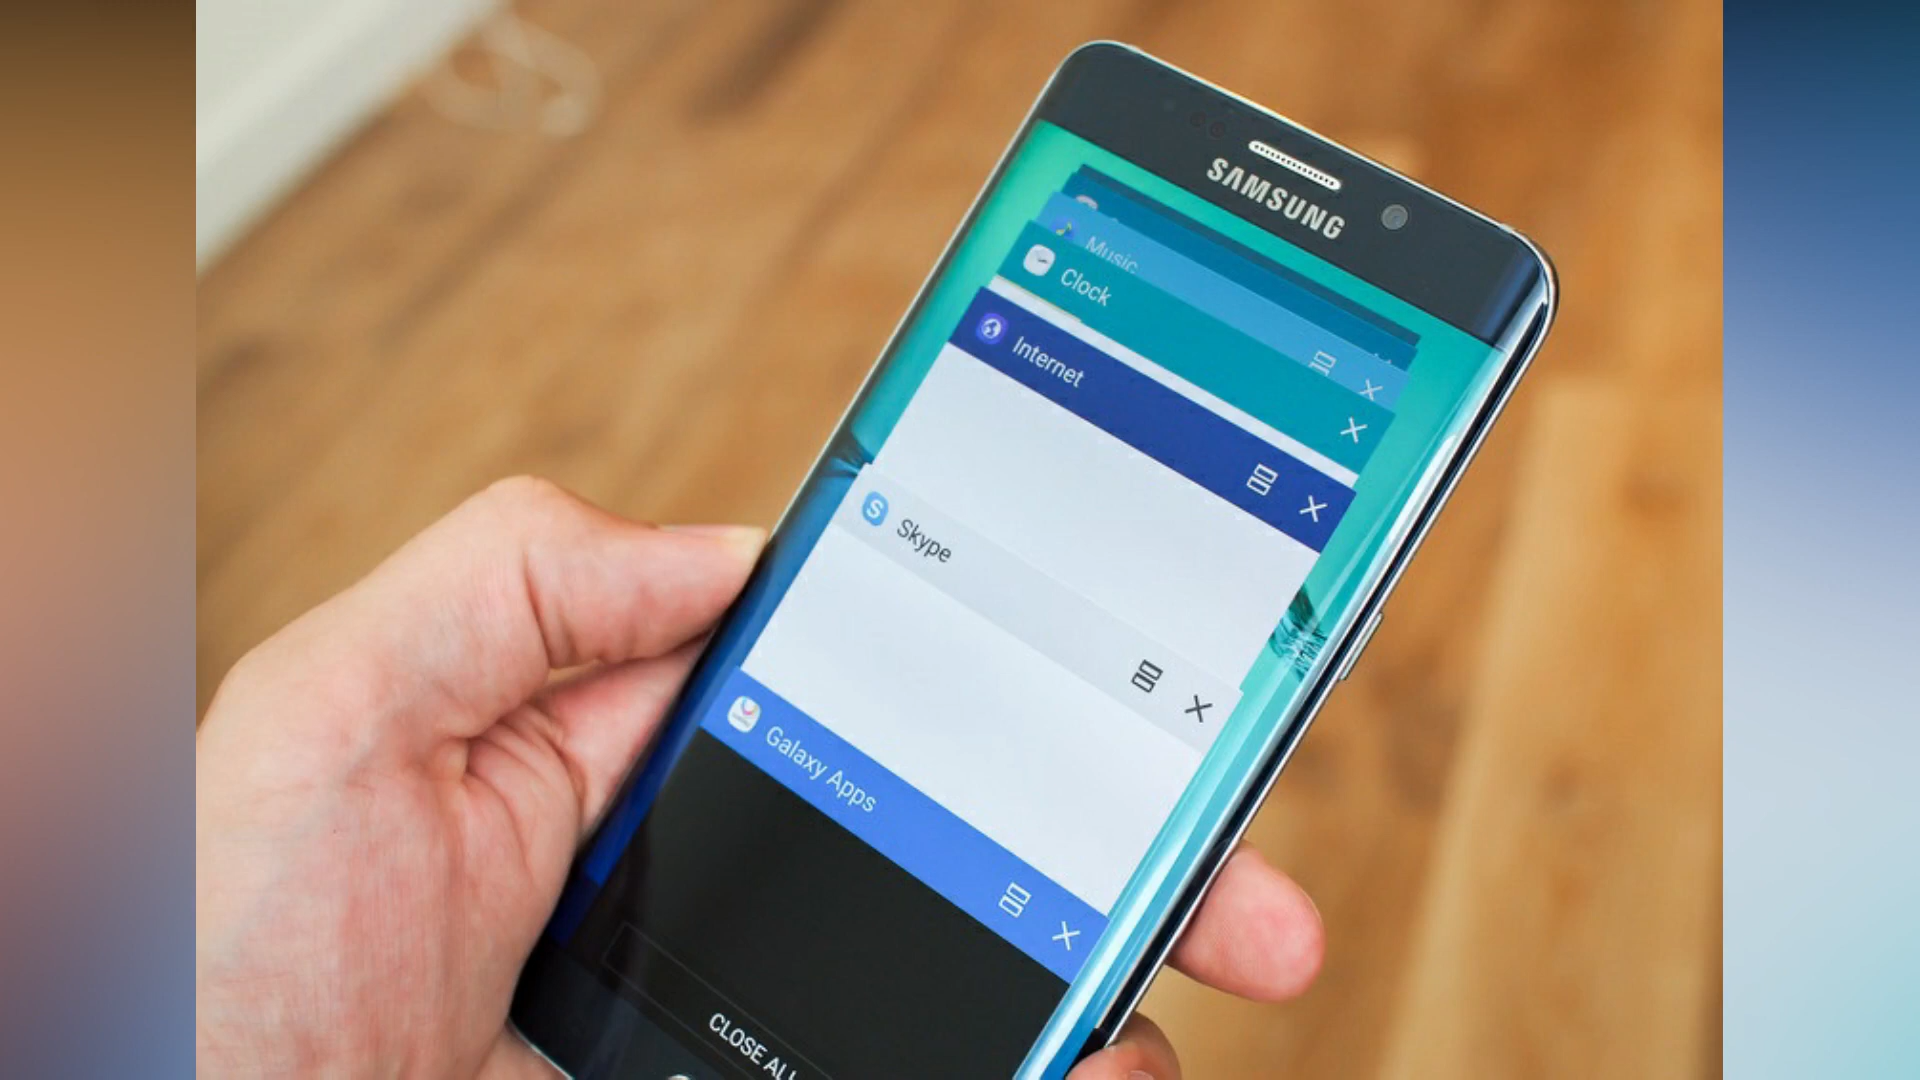 SAMSUNG
Music
Clock
Internet
Skype
Galaxy Apps
CLOSE ALL